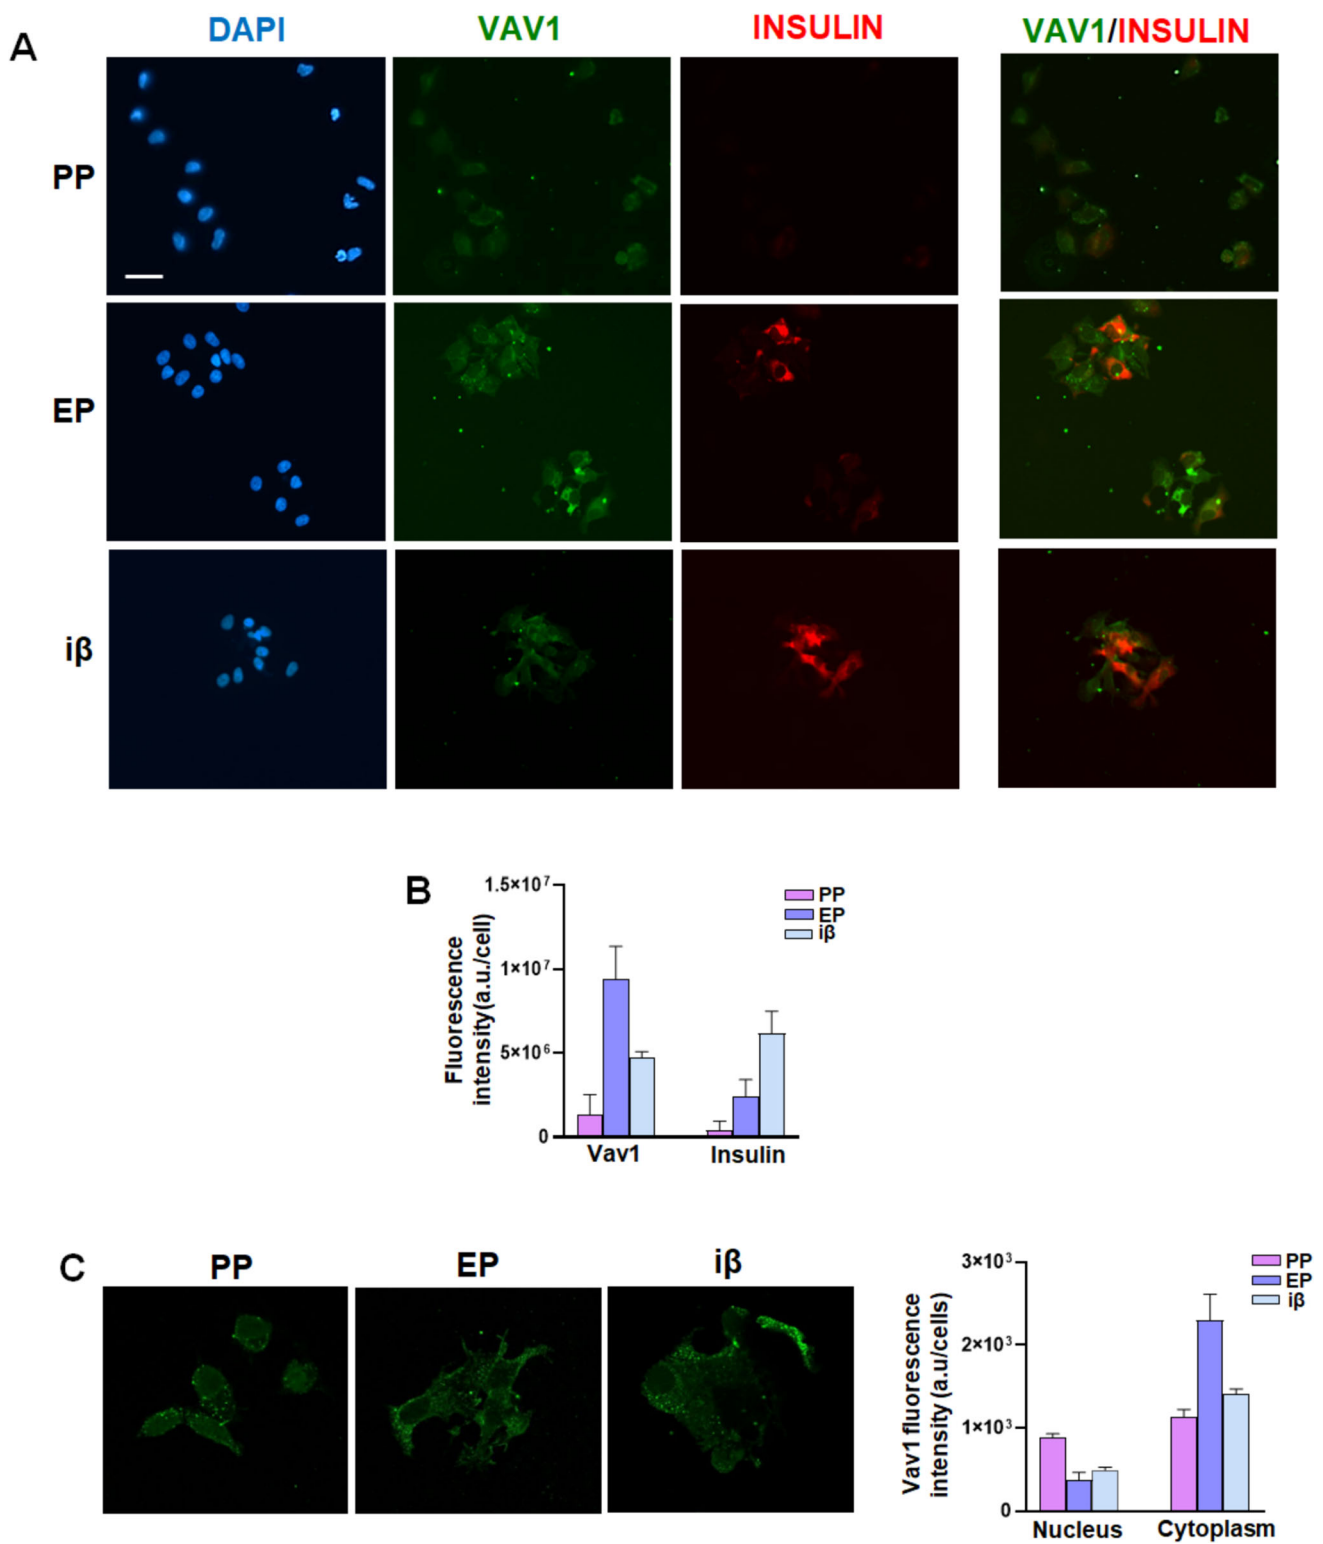 A
DAPI
VAV1
INSULIN
VAV1/INSULIN
PP
EP
iβ
B
Fluorescence
intensity(a.u./cell)
1.5×10⁷
1×10⁷
5×10⁶
0
Vav1
Insulin
PP
EP
iβ
C
PP
EP
iβ
Vav1 fluorescence
intensity (a.u/cells)
3×10³
2×10³
1×10³
0
Nucleus
Cytoplasm
PP
EP
iβ